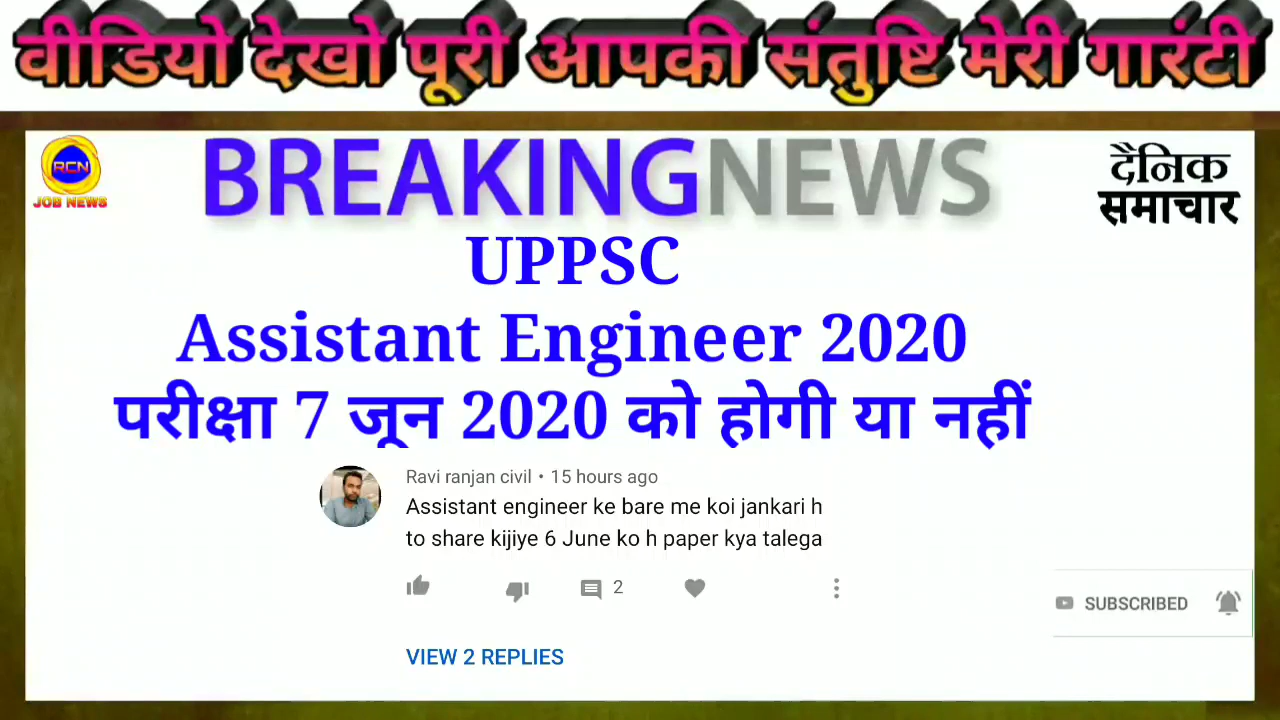 वीडियो देखो पूरी आपकी संतुष्टि मेरी गारंटी
RCN
JOB NEWS
BREAKINGNEWS
दैनिक
समाचार
UPPSC
Assistant Engineer 2020
परीक्षा 7 जून 2020 को होगी या नहीं
Ravi ranjan civil • 15 hours ago
Assistant engineer ke bare me koi jankari h
to share kijiye 6 June ko h paper kya talega
2
SUBSCRIBED
VIEW 2 REPLIES